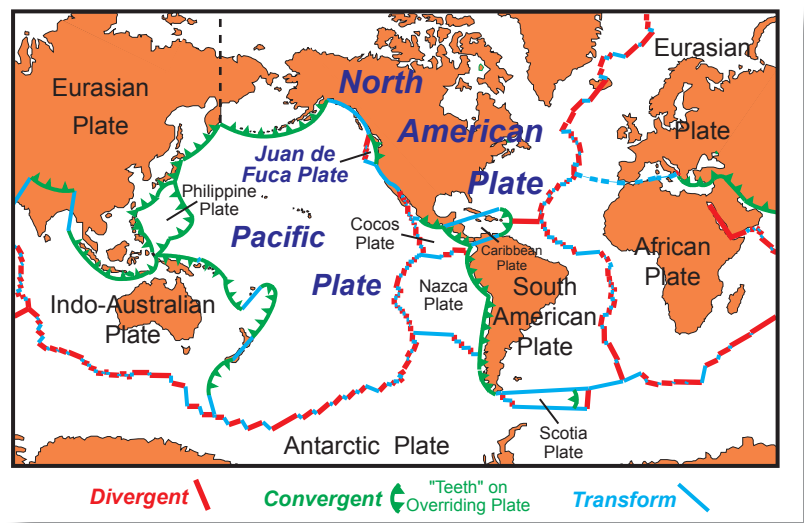 Eurasian
Plate
North
American
Plate
Eurasian
Plate
Juan de
Fuca Plate
Philippine
Plate
Pacific
Plate
Cocos
Plate
Caribbean
Plate
African
Plate
Nazca
Plate
South
American
Plate
Indo-Australian
Plate
Antarctic Plate
Scotia
Plate
Divergent
Convergent
"Teeth" on
Overriding Plate
Transform